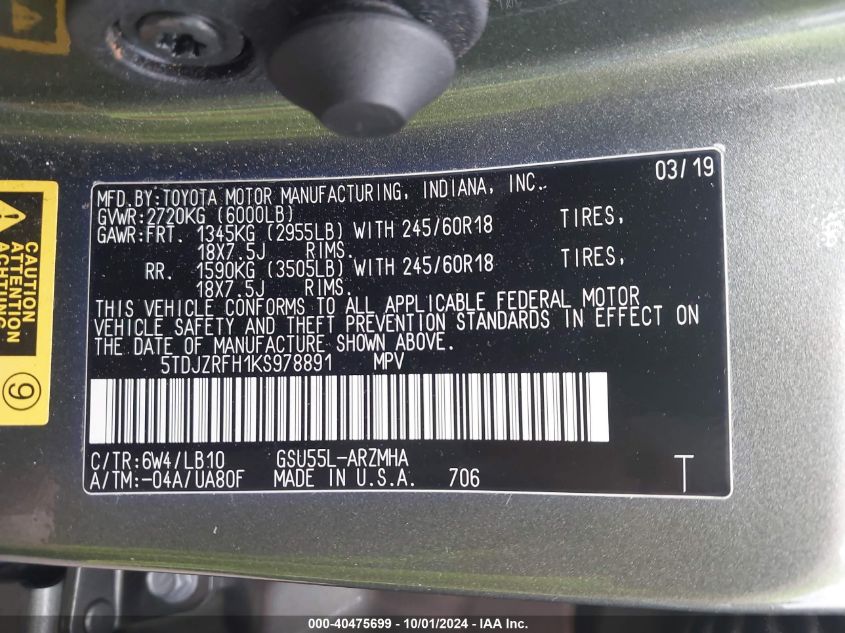 MFD.BY:TOYOTA MOTOR MANUFACTURING, INDIANA, INC. 03/19
GVWR:2720KG (6000LB)
GAWR:FRT. 1345KG (2955LB) WITH 245/60R18 TIRES,
18X7.5J RIMS.
RR. 1590KG (3505LB) WITH 245/60R18 TIRES,
18X7.5J RIMS.
THIS VEHICLE CONFORMS TO ALL APPLICABLE FEDERAL MOTOR
VEHICLE SAFETY AND THEFT PREVENTION STANDARDS IN EFFECT ON
THE DATE OF MANUFACTURE SHOWN ABOVE.
5TDJZRFH1KS978891 MPV
C/TR:6W4/LB10 GSU55L-ARZMHA
A/TM:-04A/UA80F MADE IN U.S.A. 706 T
CAUTION
ATTENTION
ACHTUNG
9
000-40475699 - 10/01/2024 - IAA Inc.